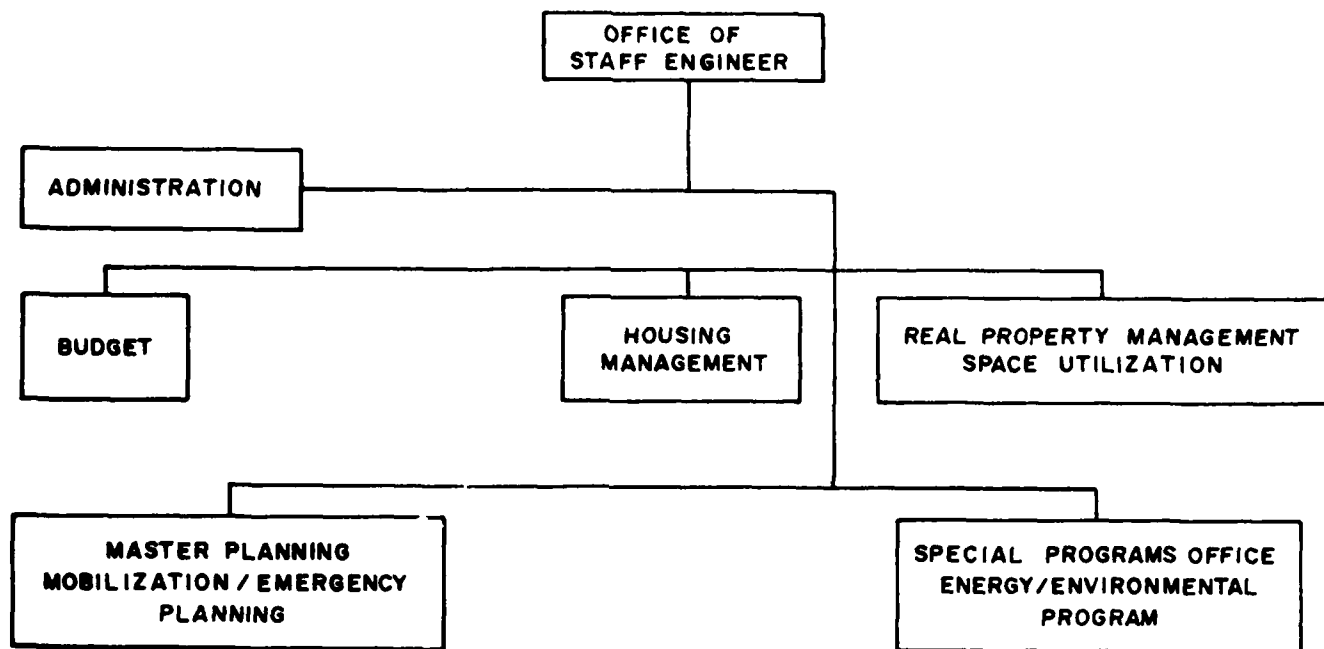 OFFICE OF
STAFF ENGINEER
ADMINISTRATION
BUDGET
HOUSING
MANAGEMENT
REAL PROPERTY MANAGEMENT
SPACE UTILIZATION
MASTER PLANNING
MOBILIZATION / EMERGENCY
PLANNING
SPECIAL PROGRAMS OFFICE
ENERGY/ENVIRONMENTAL
PROGRAM